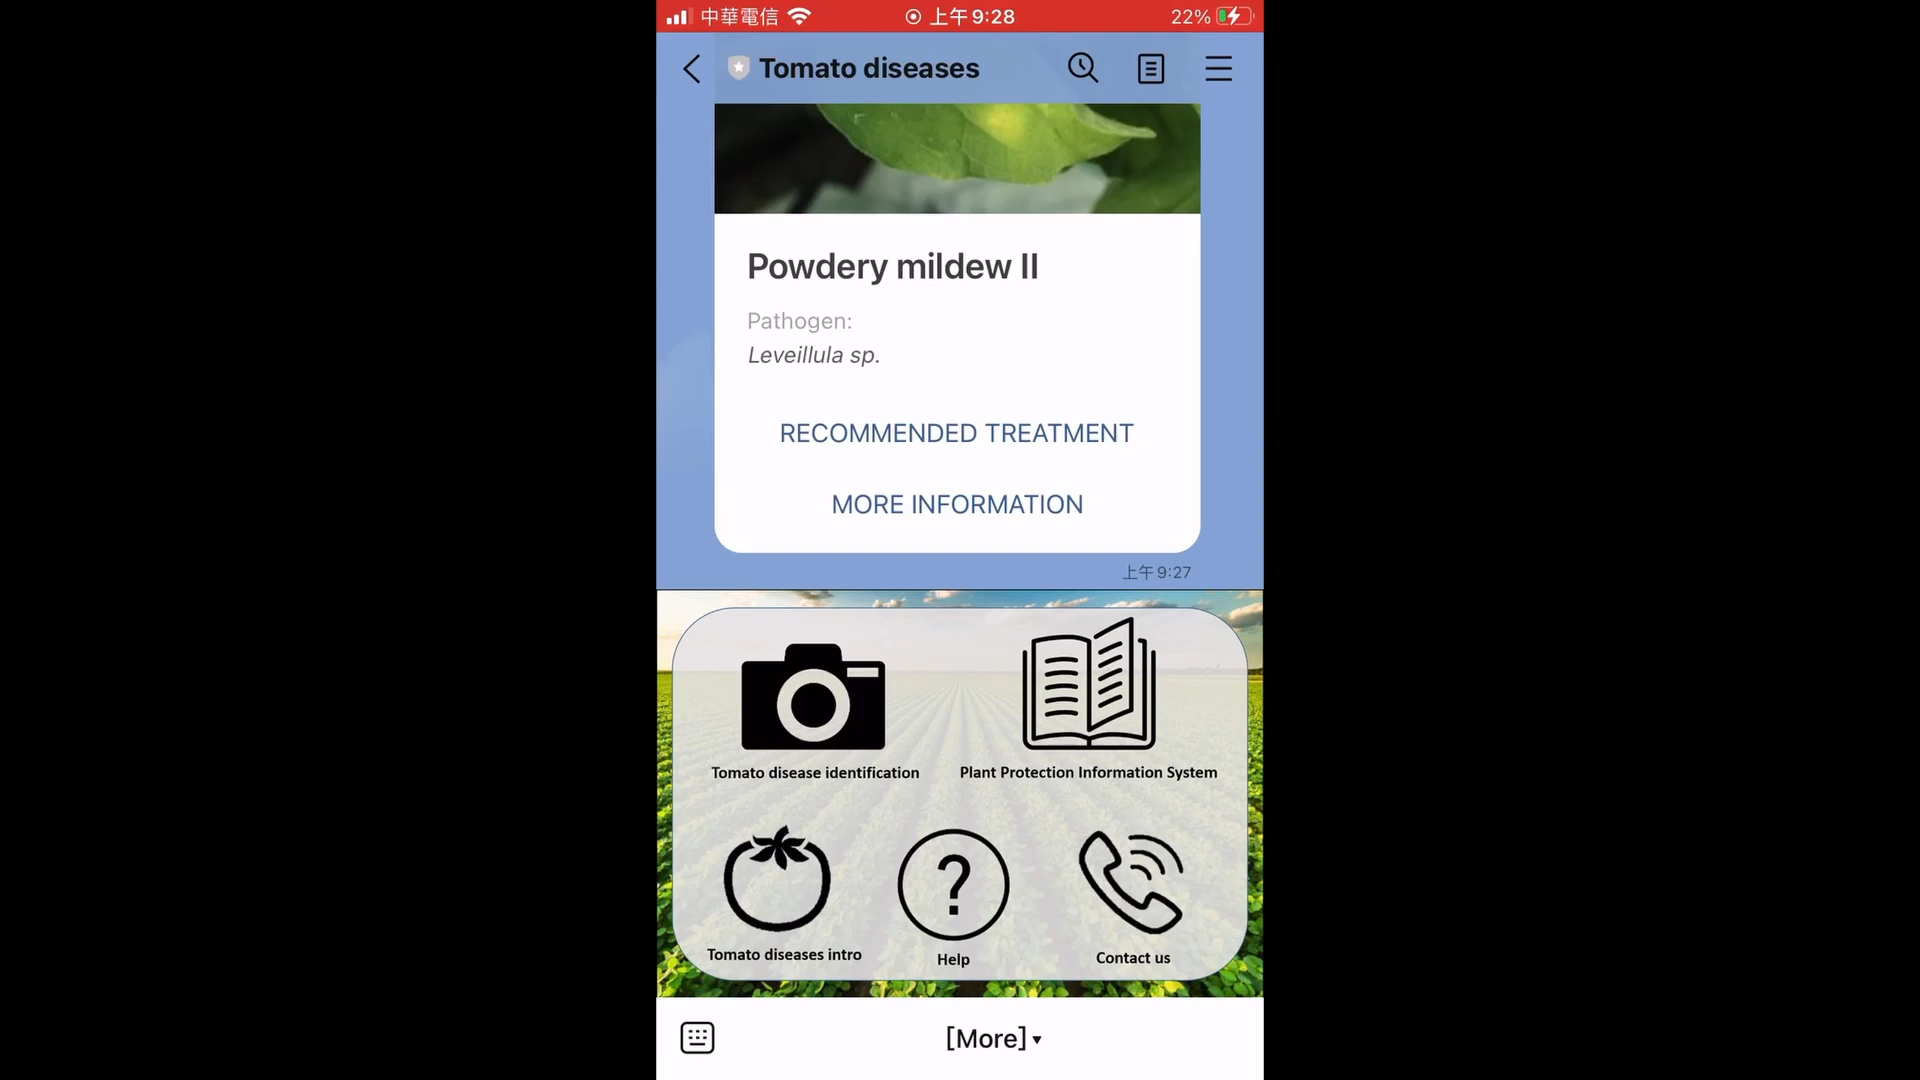 中華電信 上午9:28 22%
Tomato diseases
Powdery mildew II
Pathogen:
Leveillula sp.
RECOMMENDED TREATMENT
MORE INFORMATION
上午9:27
Tomato disease identification Plant Protection Information System
?
Tomato diseases intro Help Contact us
[More]▾